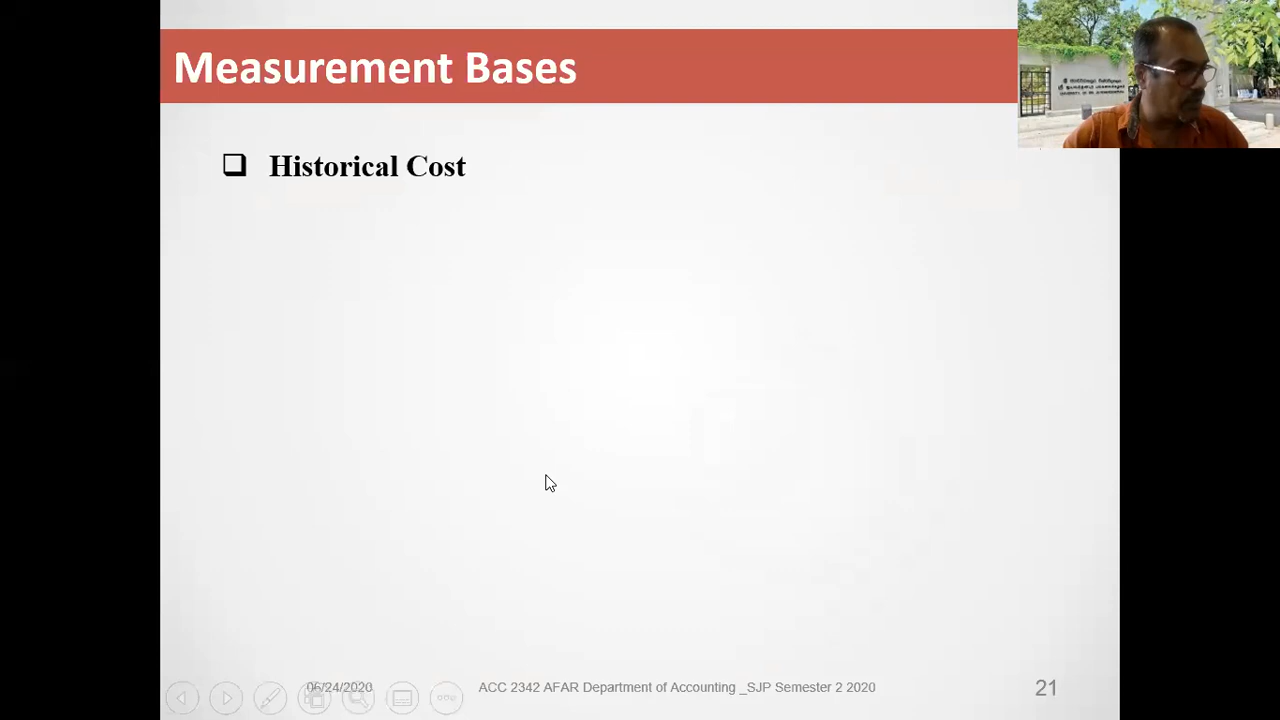 Measurement Bases
❑ Historical Cost
06/24/2020
ACC 2342 AFAR Department of Accounting _SJP Semester 2 2020
21